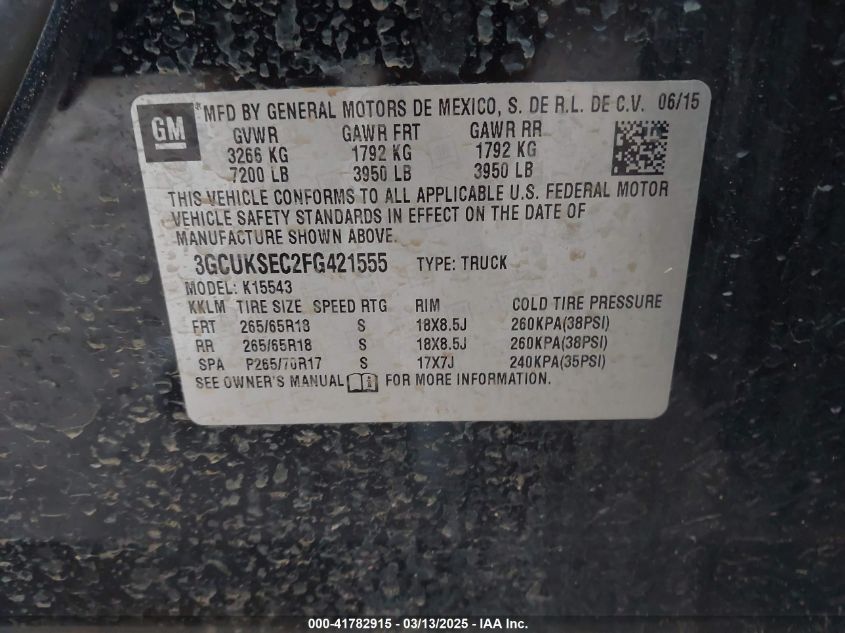 GM
*MFD BY GENERAL MOTORS DE MEXICO, S. DE R.L. DE C.V. 06/15
GVWR GAWR FRT GAWR RR
3266 KG 1792 KG 1792 KG
7200 LB 3950 LB 3950 LB
THIS VEHICLE CONFORMS TO ALL APPLICABLE U.S. FEDERAL MOTOR
VEHICLE SAFETY STANDARDS IN EFFECT ON THE DATE OF
MANUFACTURE SHOWN ABOVE.
3GCUKSEC2FG421555 TYPE: TRUCK
MODEL: K15543
KKLM TIRE SIZE SPEED RTG RIM COLD TIRE PRESSURE
FRT 265/65R18 S 18X8.5J 260KPA(38PSI)
RR 265/65R18 S 18X8.5J 260KPA(38PSI)
SPA P265/70R17 S 17X7J 240KPA(35PSI)
SEE OWNER'S MANUAL FOR MORE INFORMATION.
000-41782915 - 03/13/2025 - IAA Inc.